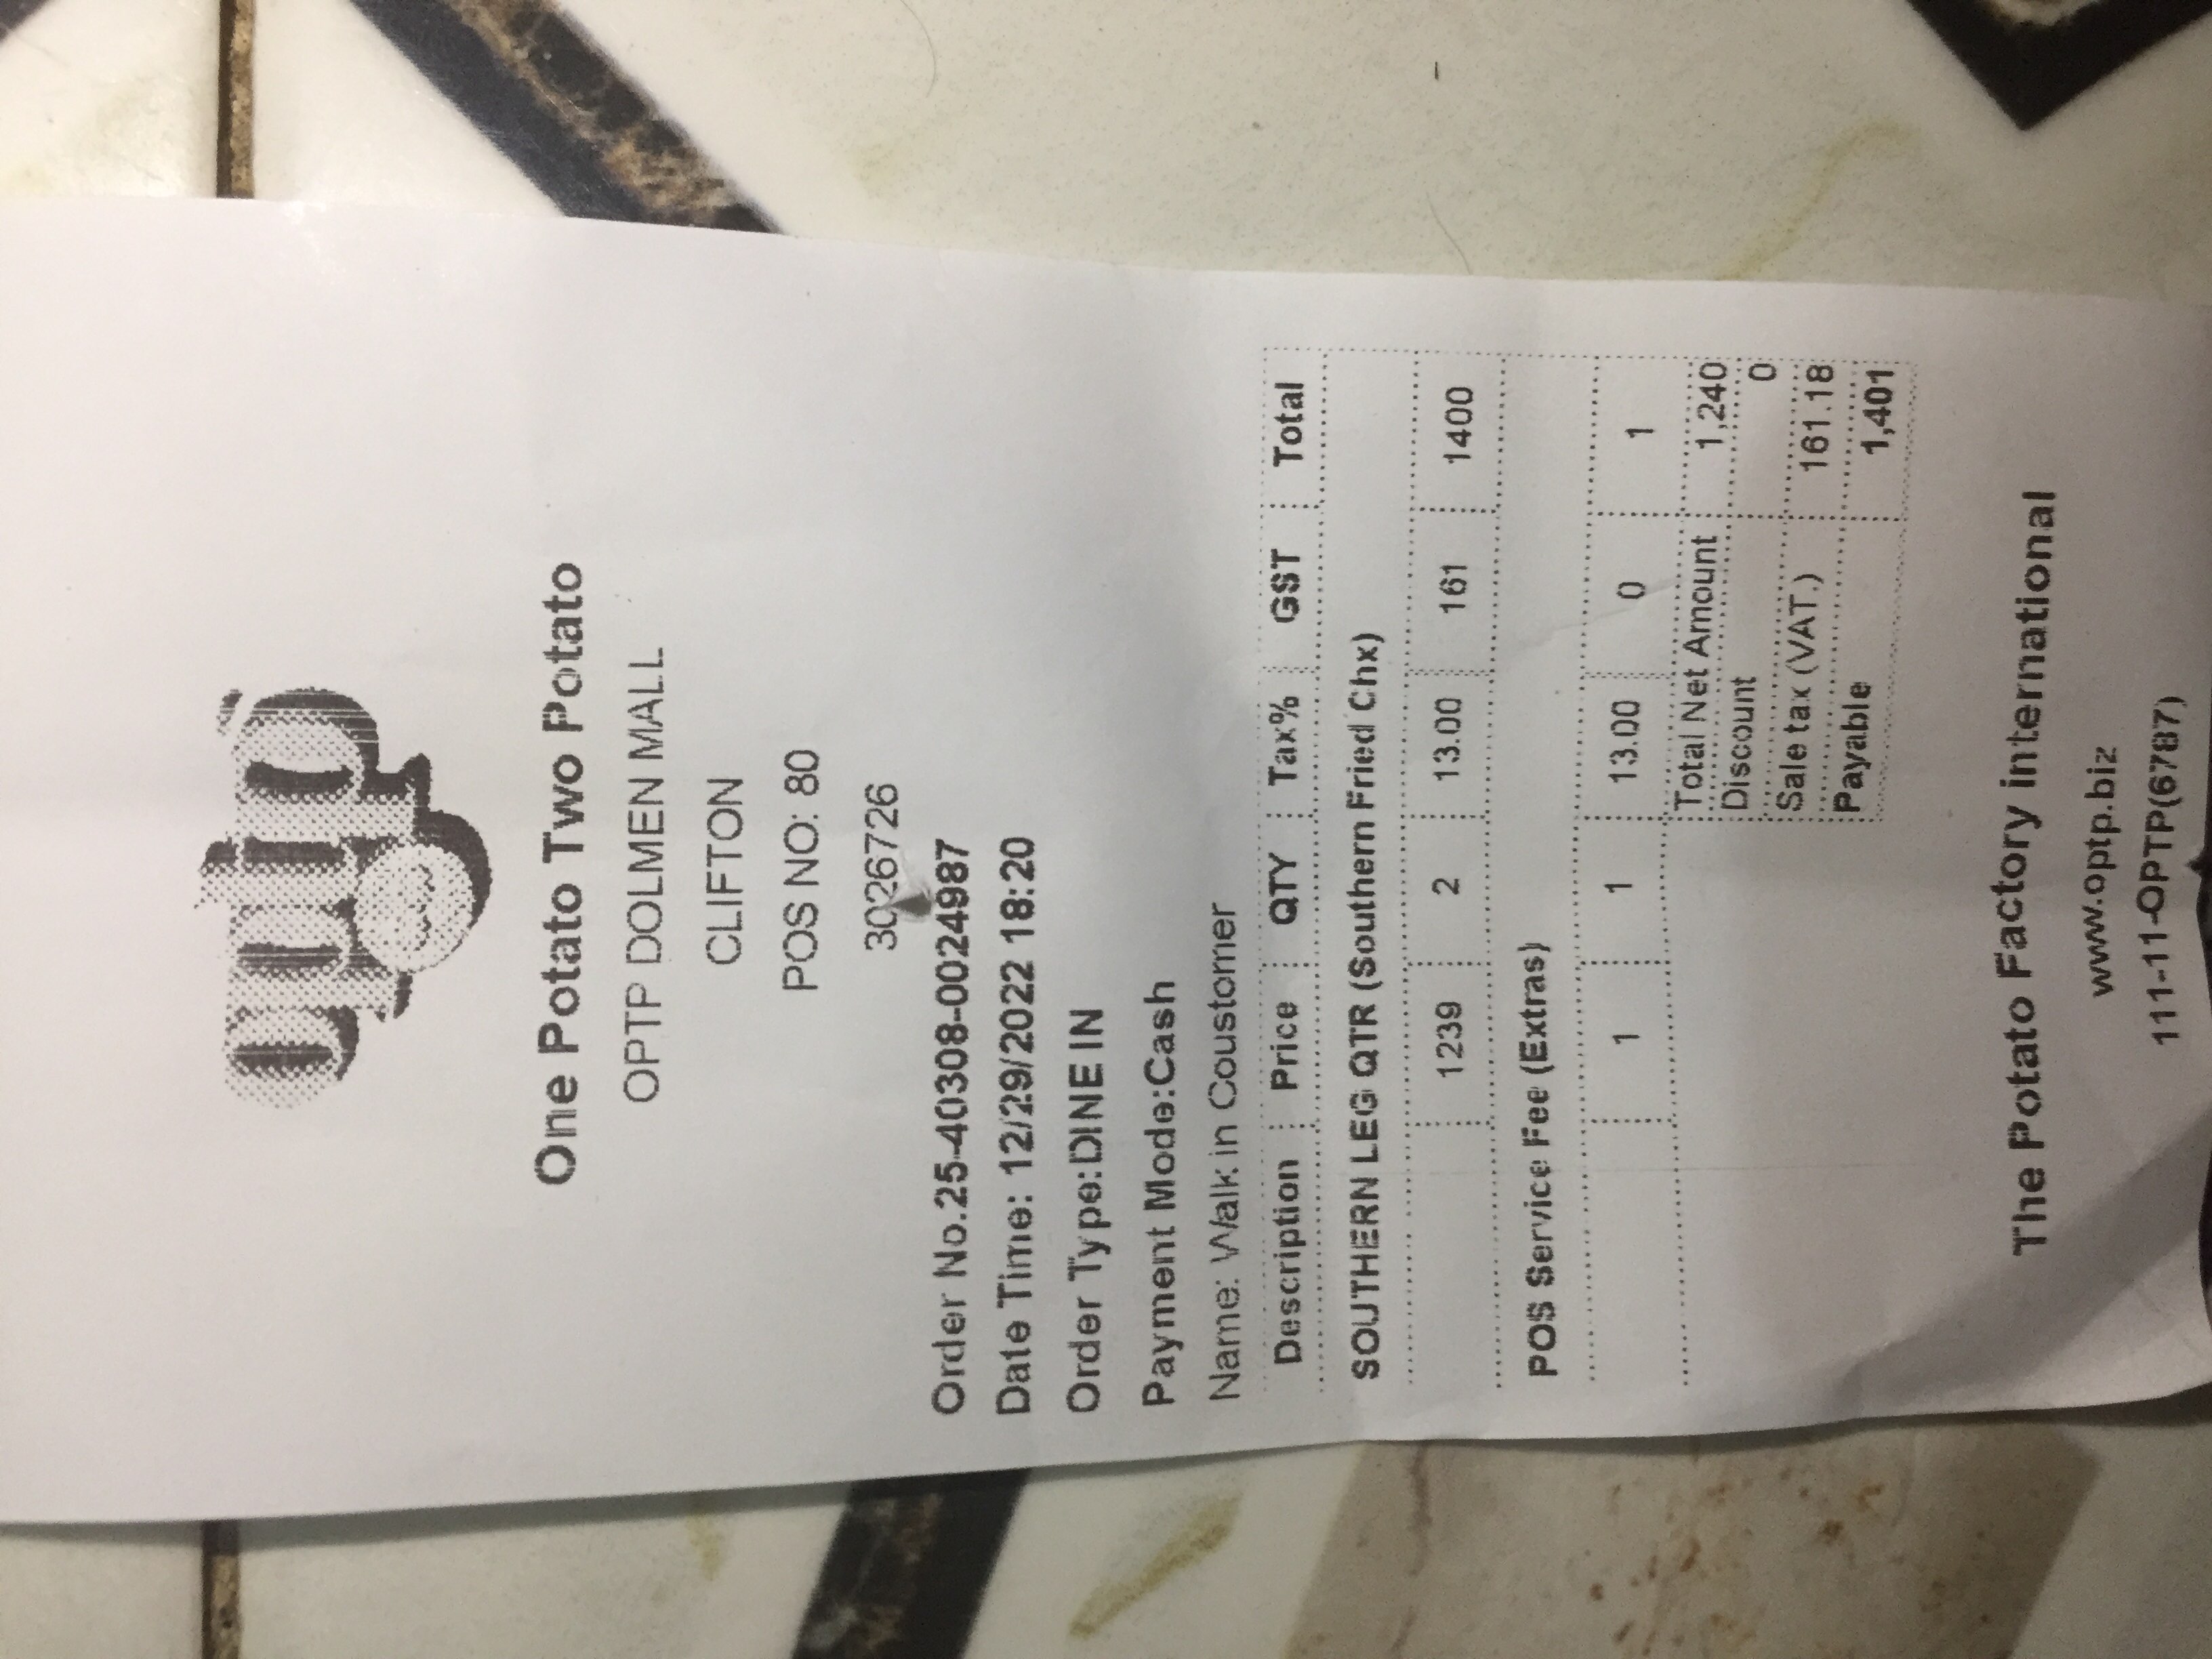 optp
One Potato Two Potato
OPTP DOLMEN MALL
CLIFTON
POS NO: 80
3026726
Order No.25-40308-0024987
Date Time: 12/29/2022 18:20
Order Type:DINE IN
Payment Mode:Cash
Name: Walk in Coustomer
Description Price QTY Tax% GST Total
SOUTHERN LEG QTR (Southern Fried Chx)
1239 2 13.00 161 1400
POS Service Fee (Extras)
1 1 13.00 0 1
Total Net Amount 1,240
Discount 0
Sale tax (VAT.) 161.18
Payable 1,401
The Potato Factory international
www.optp.biz
111-11-OPTP(6787)